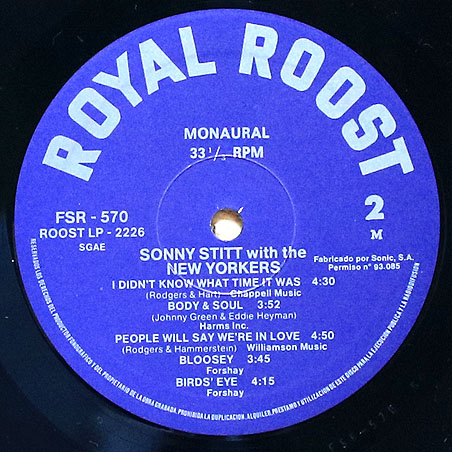 ROYAL ROOST
MONAURAL
33 1/3 RPM
FSR - 570
ROOST LP - 2226
SGAE
2
M
SONNY STITT with the
NEW YORKERS
Fabricado por Sonic, S.A.
Permiso nº 93.085
I DIDN'T KNOW WHAT TIME IT WAS 4:30
(Rodgers & Hart) Chappell Music
BODY & SOUL 3:52
(Johnny Green & Eddie Heyman)
Harms Inc.
PEOPLE WILL SAY WE'RE IN LOVE 4:50
(Rodgers & Hammerstein) Williamson Music
BLOOSEY 3:45
Forshay
BIRDS' EYE 4:15
Forshay
RESERVADOS LOS DERECHOS DEL PRODUCTOR FONOGRAFICO Y DEL PROPIETARIO DE LA OBRA GRABADA. PROHIBIDA LA DUPLICACION, ALQUILER, PRESTAMO Y UTILIZACION DE ESTE DISCO PARA LA EJECUCION PUBLICA Y LA RADIODIFUSION